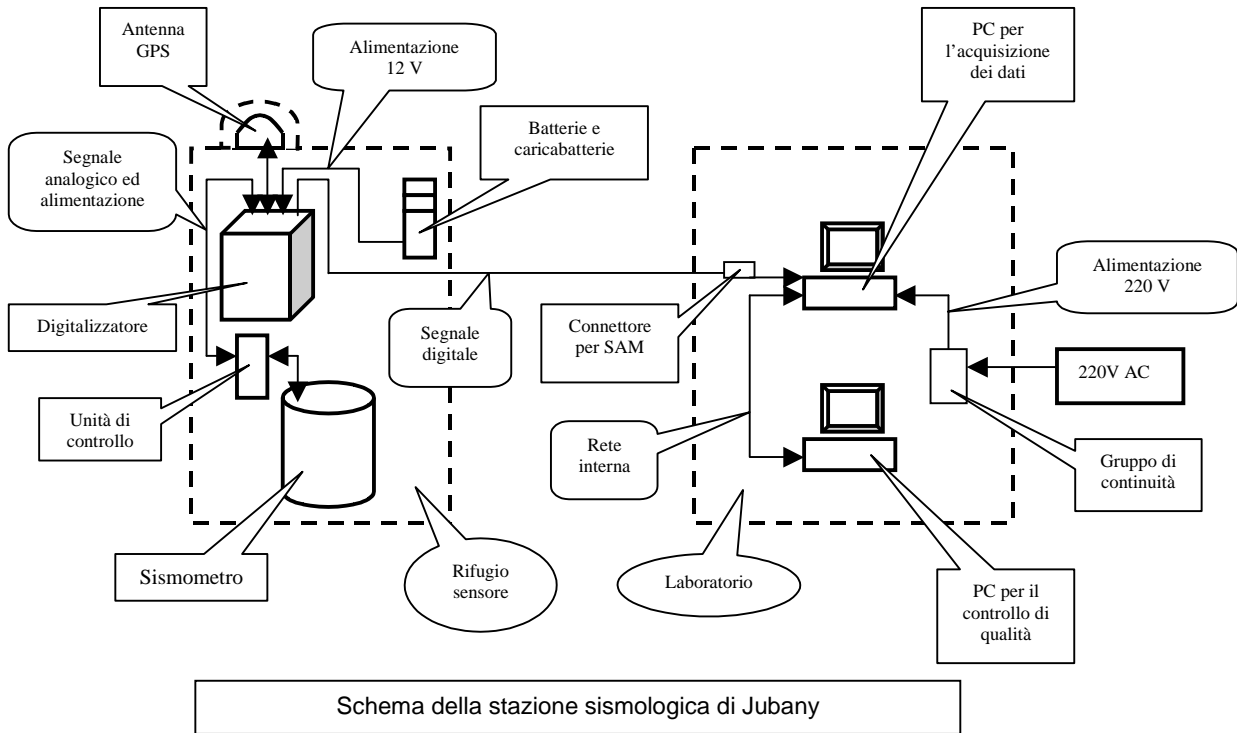 Antenna
GPS
Alimentazione
12 V
PC per
l’acquisizione
dei dati
Batterie e
caricabatterie
Segnale
analogico ed
alimentazione
Alimentazione
220 V
Digitalizzatore
Segnale
digitale
Connettore
per SAM
220V AC
Unità di
controllo
Rete
interna
Gruppo di
continuità
Sismometro
Rifugio
sensore
Laboratorio
PC per il
controllo di
qualità
Schema della stazione sismologica di Jubany